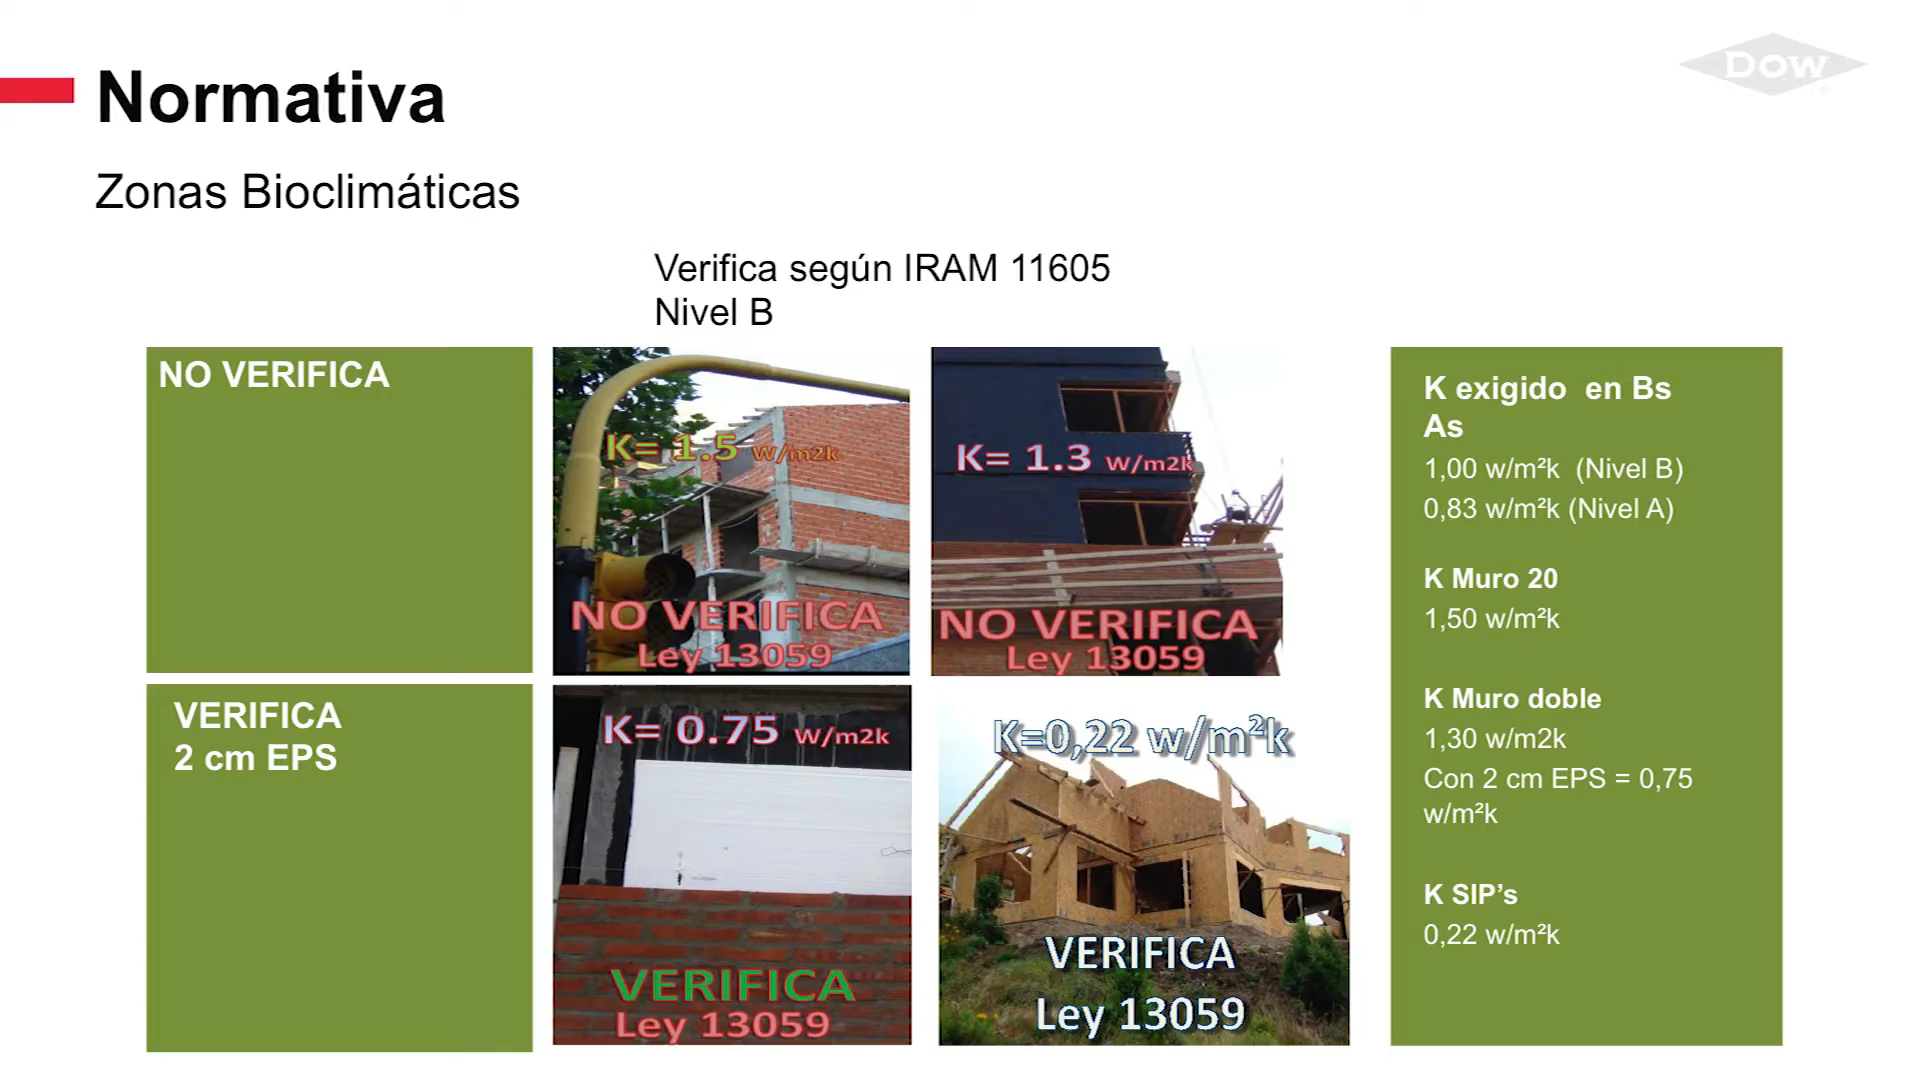 Dow
Normativa
Zonas Bioclimáticas
Verifica según IRAM 11605
Nivel B
NO VERIFICA
K= 1.5 W/m2k
NO VERIFICA
Ley 13059
K= 1.3 W/m2k
NO VERIFICA
Ley 13059
VERIFICA
2 cm EPS
K= 0.75 W/m2k
VERIFICA
Ley 13059
K=0,22 w/m²k
VERIFICA
Ley 13059
K exigido  en Bs
As
1,00 w/m²k  (Nivel B)
0,83 w/m²k (Nivel A)
K Muro 20
1,50 w/m²k
K Muro doble
1,30 w/m2k
Con 2 cm EPS = 0,75
w/m²k
K SIP’s
0,22 w/m²k